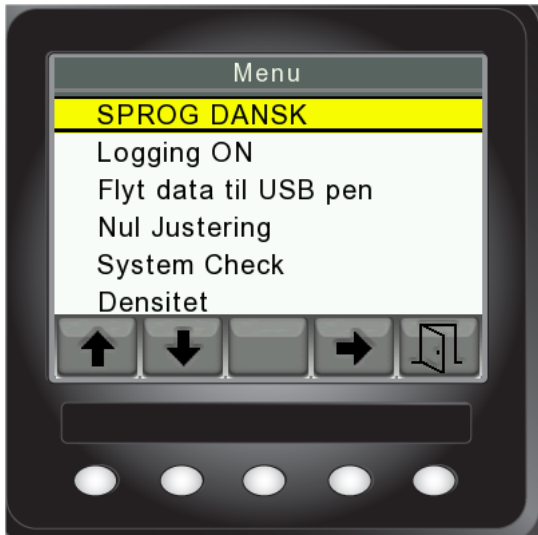 Menu
SPROG DANSK
Logging ON
Flyt data til USB pen
Nul Justering
System Check
Densitet